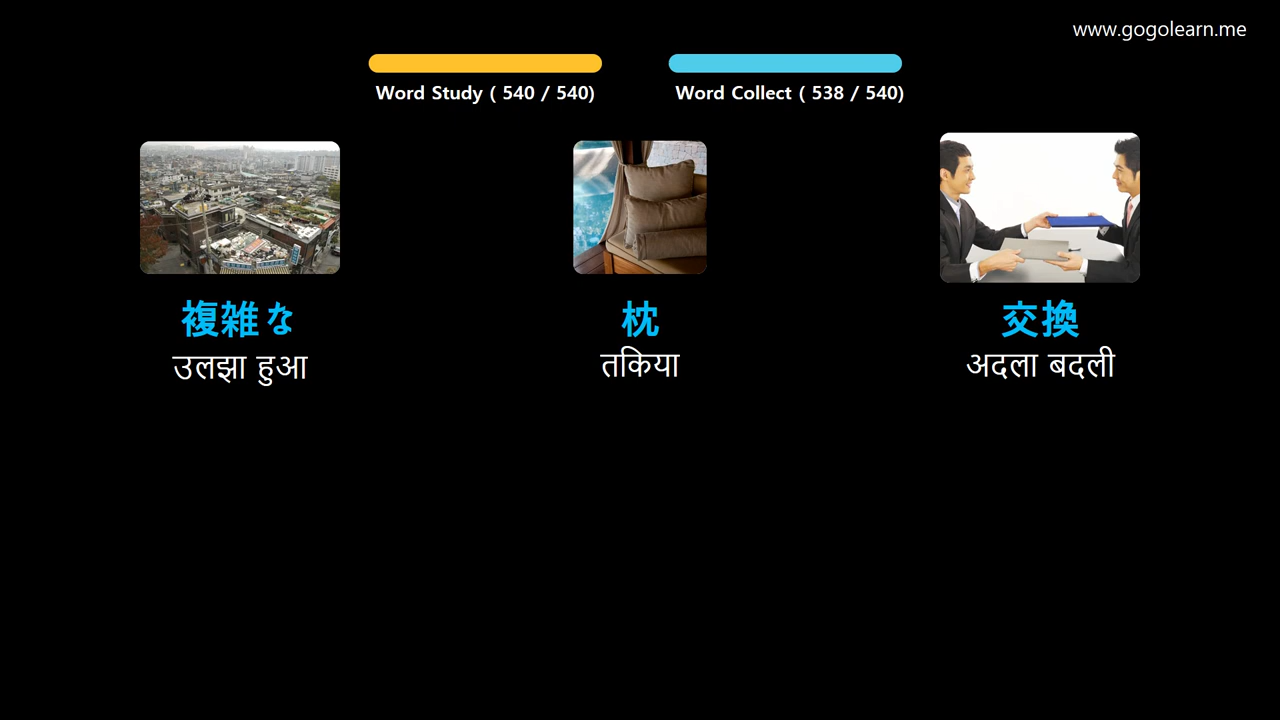 www.gogolearn.me
Word Study ( 540 / 540)
Word Collect ( 538 / 540)
複雑な
उलझा हुआ
枕
तकिया
交換
अदला बदली